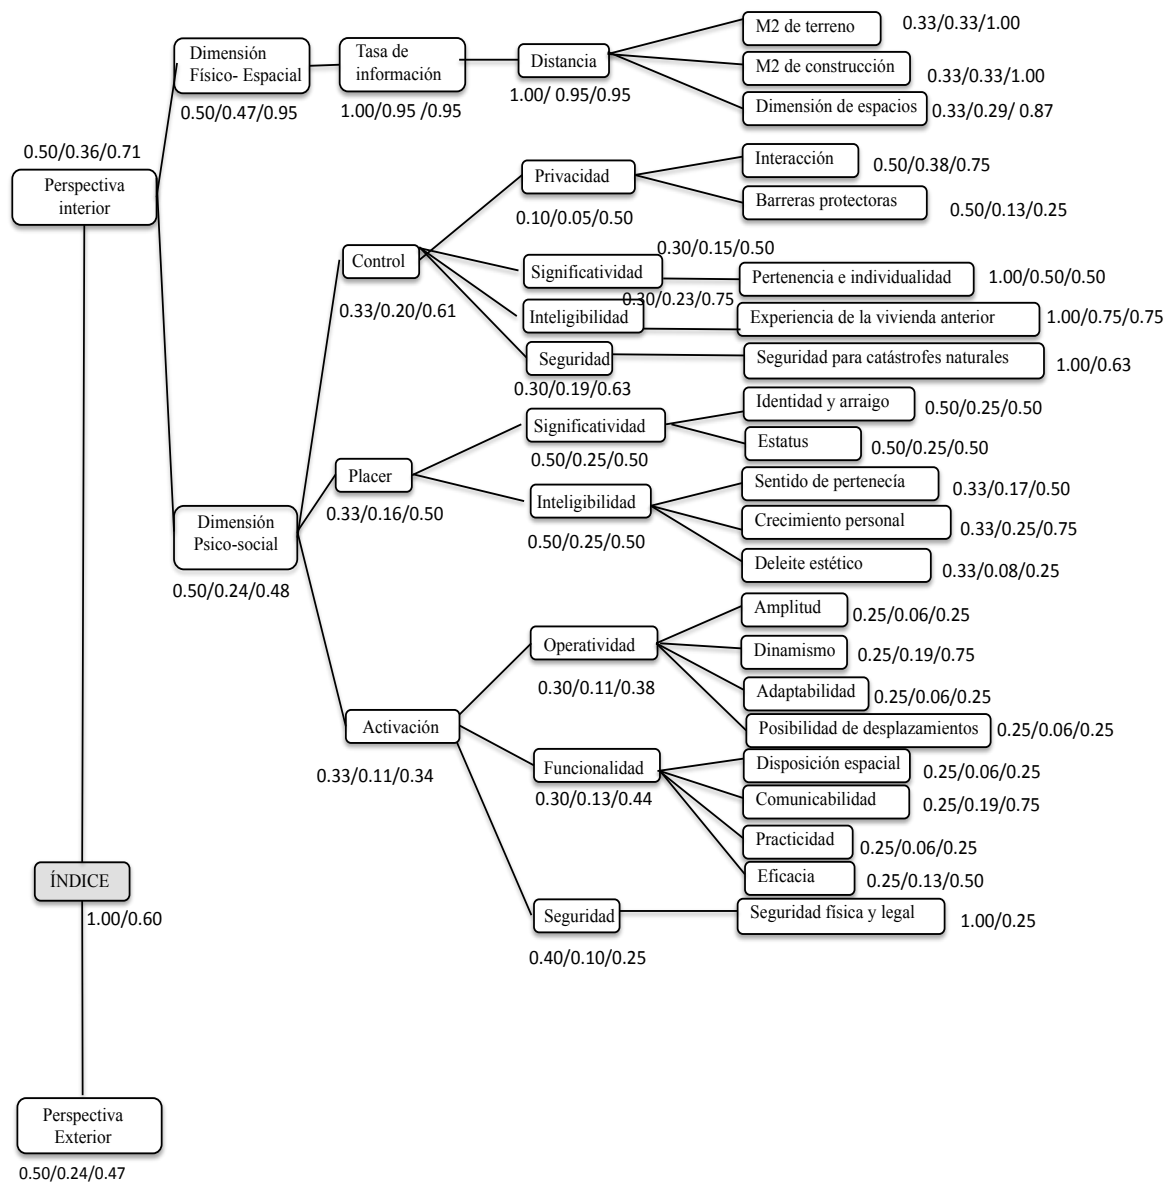 M2 de terreno
0.33/0.33/1.00
Dimensión
Físico- Espacial
Tasa de
información
Distancia
M2 de construcción
0.33/0.33/1.00
0.50/0.47/0.95
1.00/0.95 /0.95
1.00/ 0.95/0.95
Dimensión de espacios
0.33/0.29/ 0.87
0.50/0.36/0.71
Perspectiva
interior
Interacción
0.50/0.38/0.75
Privacidad
0.10/0.05/0.50
Barreras protectoras
0.50/0.13/0.25
Control
0.33/0.20/0.61
0.30/0.15/0.50
Significatividad
Pertenencia e individualidad
1.00/0.50/0.50
0.30/0.23/0.75
Inteligibilidad
Experiencia de la vivienda anterior
1.00/0.75/0.75
Seguridad
0.30/0.19/0.63
Seguridad para catástrofes naturales
1.00/0.63
Identidad y arraigo
0.50/0.25/0.50
Significatividad
0.50/0.25/0.50
Estatus
0.50/0.25/0.50
Placer
0.33/0.16/0.50
Sentido de pertenecía
0.33/0.17/0.50
Inteligibilidad
0.50/0.25/0.50
Crecimiento personal
0.33/0.25/0.75
Dimensión
Psico-social
0.50/0.24/0.48
Deleite estético
0.33/0.08/0.25
Amplitud
0.25/0.06/0.25
Operatividad
0.30/0.11/0.38
Dinamismo
0.25/0.19/0.75
Adaptabilidad
0.25/0.06/0.25
Activación
0.33/0.11/0.34
Posibilidad de desplazamientos
0.25/0.06/0.25
Funcionalidad
0.30/0.13/0.44
Disposición espacial
0.25/0.06/0.25
Comunicabilidad
0.25/0.19/0.75
Practicidad
0.25/0.06/0.25
Eficacia
0.25/0.13/0.50
ÍNDICE
1.00/0.60
Seguridad
0.40/0.10/0.25
Seguridad física y legal
1.00/0.25
Perspectiva
Exterior
0.50/0.24/0.47